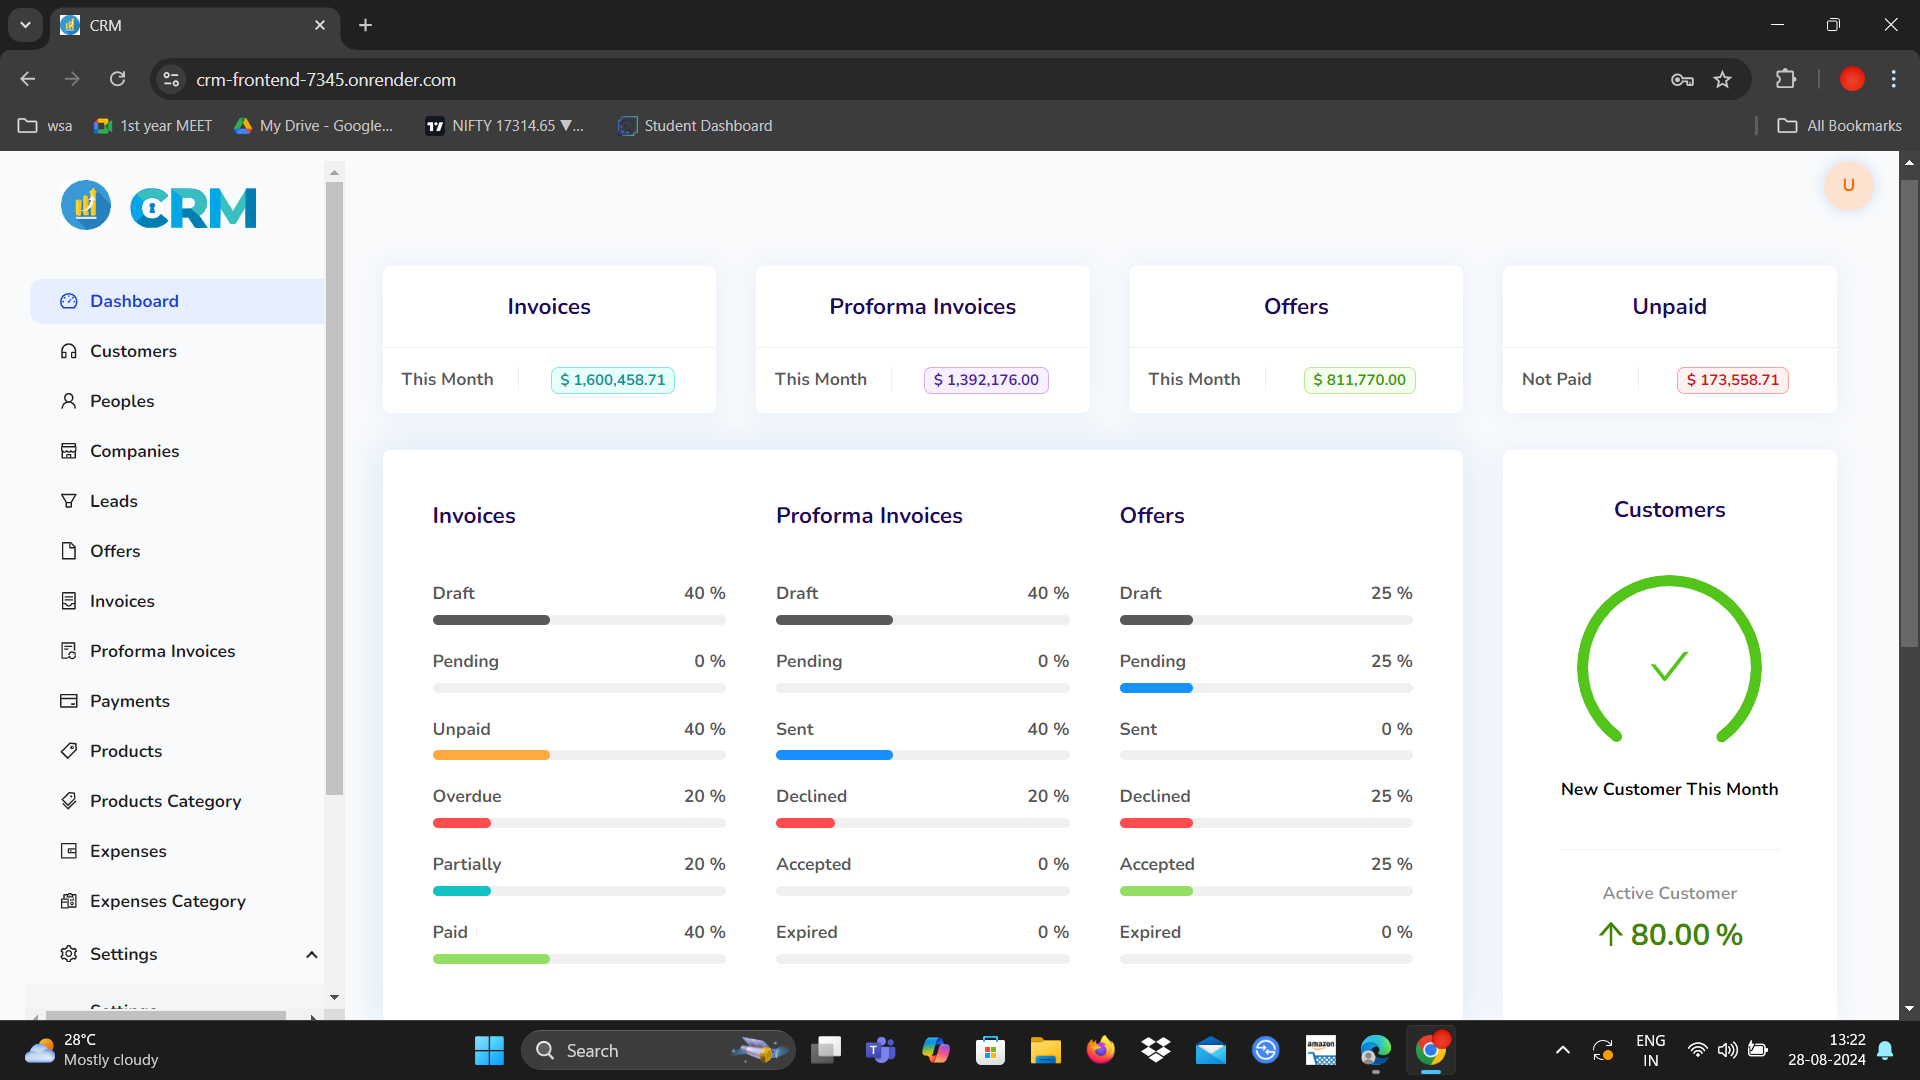 CRM
crm-frontend-7345.onrender.com
wsa
1st year MEET
My Drive - Google...
NIFTY 17314.65 ▼...
Student Dashboard
All Bookmarks
CRM
U
Dashboard
Customers
Peoples
Companies
Leads
Offers
Invoices
Proforma Invoices
Payments
Products
Products Category
Expenses
Expenses Category
Settings
Settings
Invoices
This Month $ 1,600,458.71
Proforma Invoices
This Month $ 1,392,176.00
Offers
This Month $ 811,770.00
Unpaid
Not Paid $ 173,558.71
Invoices
Draft 40 %
Pending 0 %
Unpaid 40 %
Overdue 20 %
Partially 20 %
Paid 40 %
Proforma Invoices
Draft 40 %
Pending 0 %
Sent 40 %
Declined 20 %
Accepted 0 %
Expired 0 %
Offers
Draft 25 %
Pending 25 %
Sent 0 %
Declined 25 %
Accepted 25 %
Expired 0 %
Customers
New Customer This Month
Active Customer
80.00 %
28°C
Mostly cloudy
Search
amazon
ENG
IN
13:22
28-08-2024